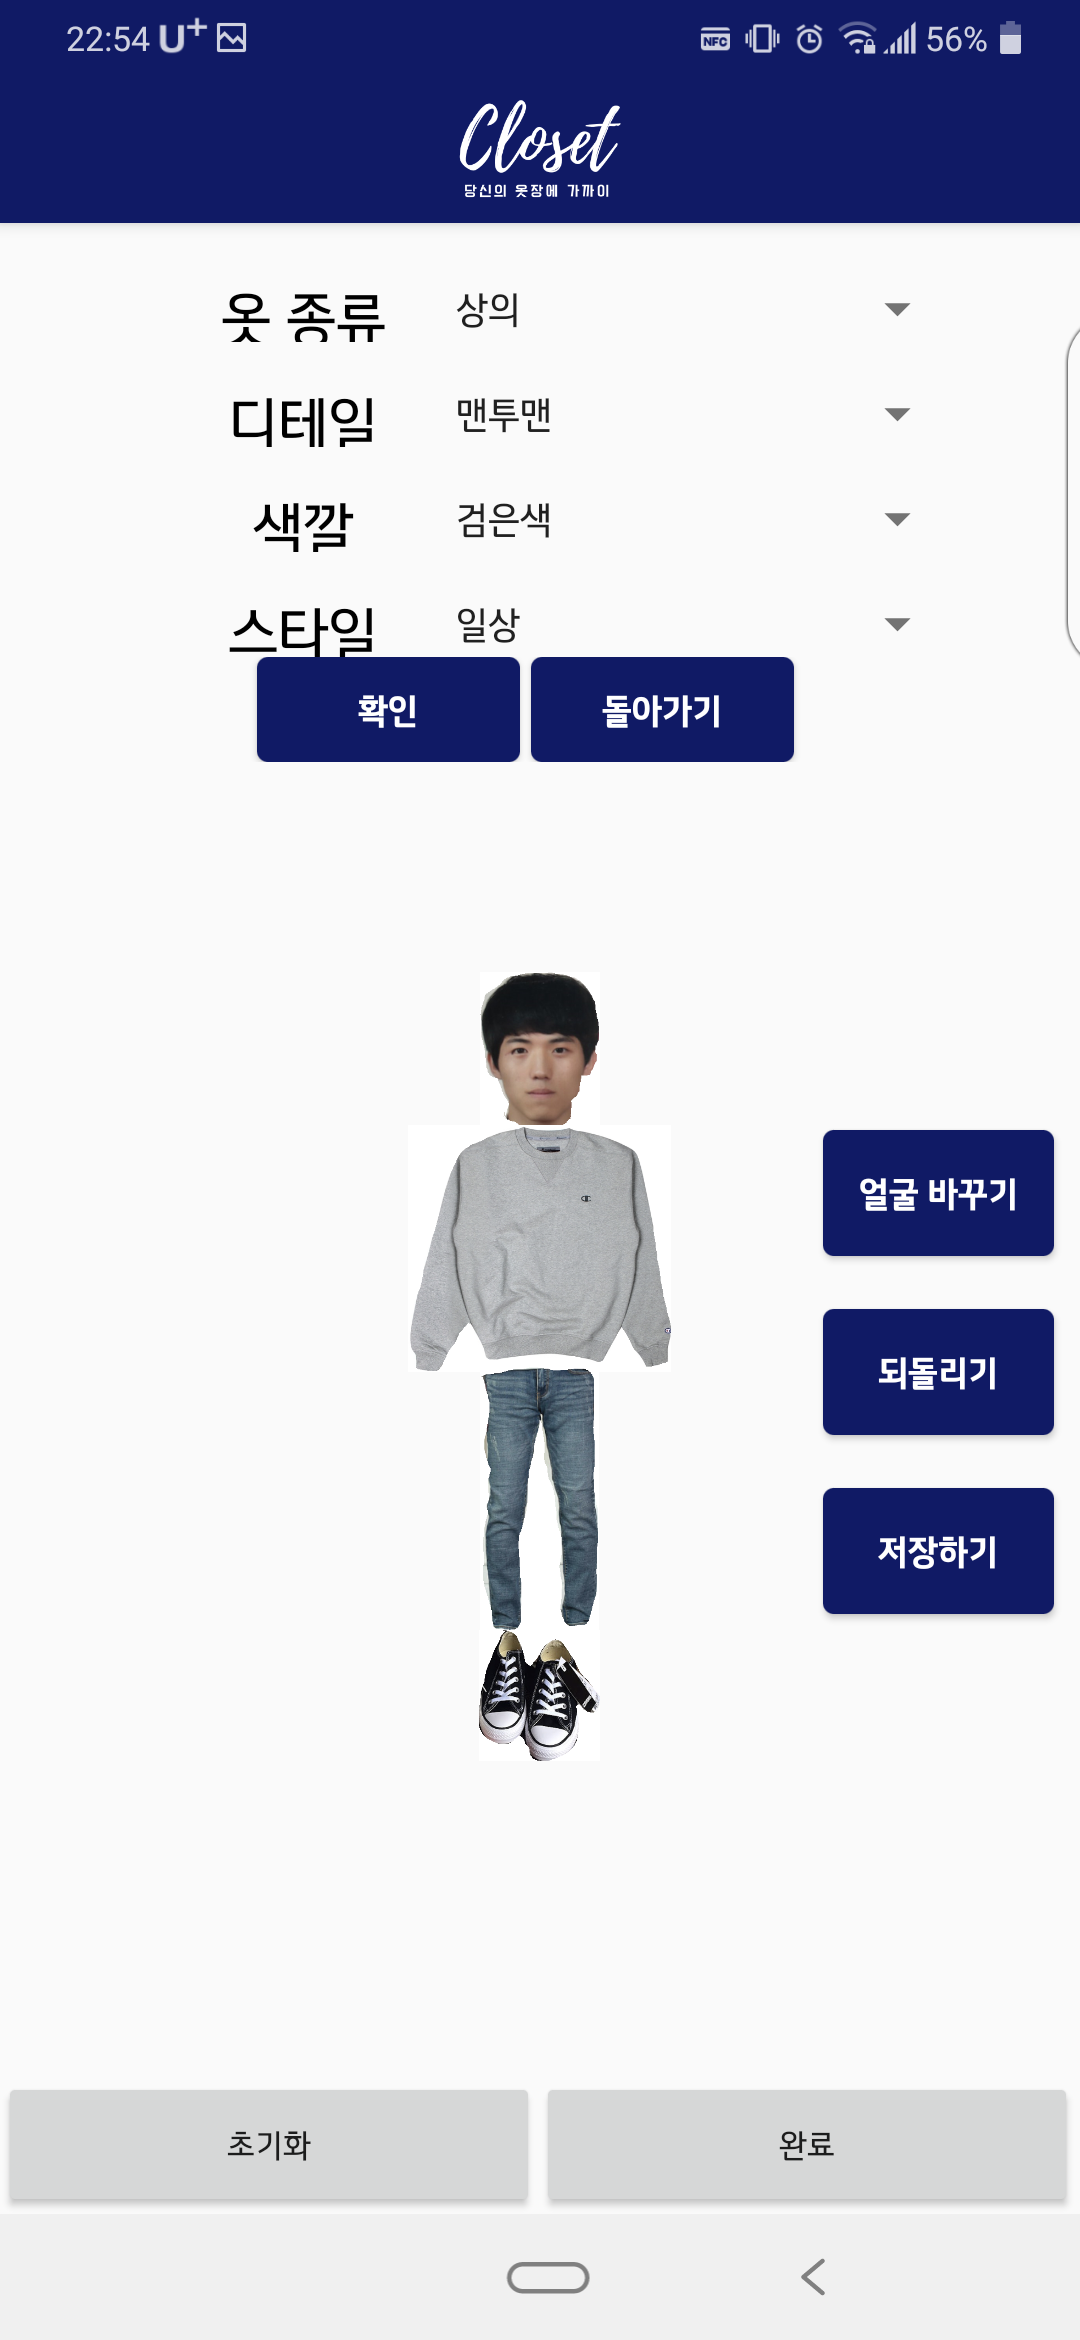 22:54 U+ NFC 56%
Closet
당신의 옷장에 가까이
옷 종류 상의
디테일 맨투맨
색깔 검은색
스타일 일상
확인 돌아가기
얼굴 바꾸기
되돌리기
저장하기
초기화 완료